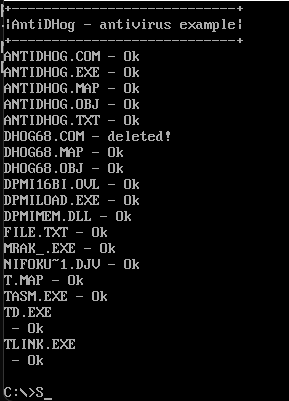 +----------------------------+
|AntiDHog - antivirus example|
+----------------------------+
ANTIDHOG.COM - Ok
ANTIDHOG.EXE - Ok
ANTIDHOG.MAP - Ok
ANTIDHOG.OBJ - Ok
ANTIDHOG.TXT - Ok
DHOG68.COM - deleted!
DHOG68.MAP - Ok
DHOG68.OBJ - Ok
DPMI16BI.OVL - Ok
DPMILOAD.EXE - Ok
DPMIMEM.DLL - Ok
FILE.TXT - Ok
MRAK_.EXE - Ok
NIFOKU~1.DJV - Ok
T.MAP - Ok
TASM.EXE - Ok
TD.EXE
 - Ok
TLINK.EXE
 - Ok
C:\>S_